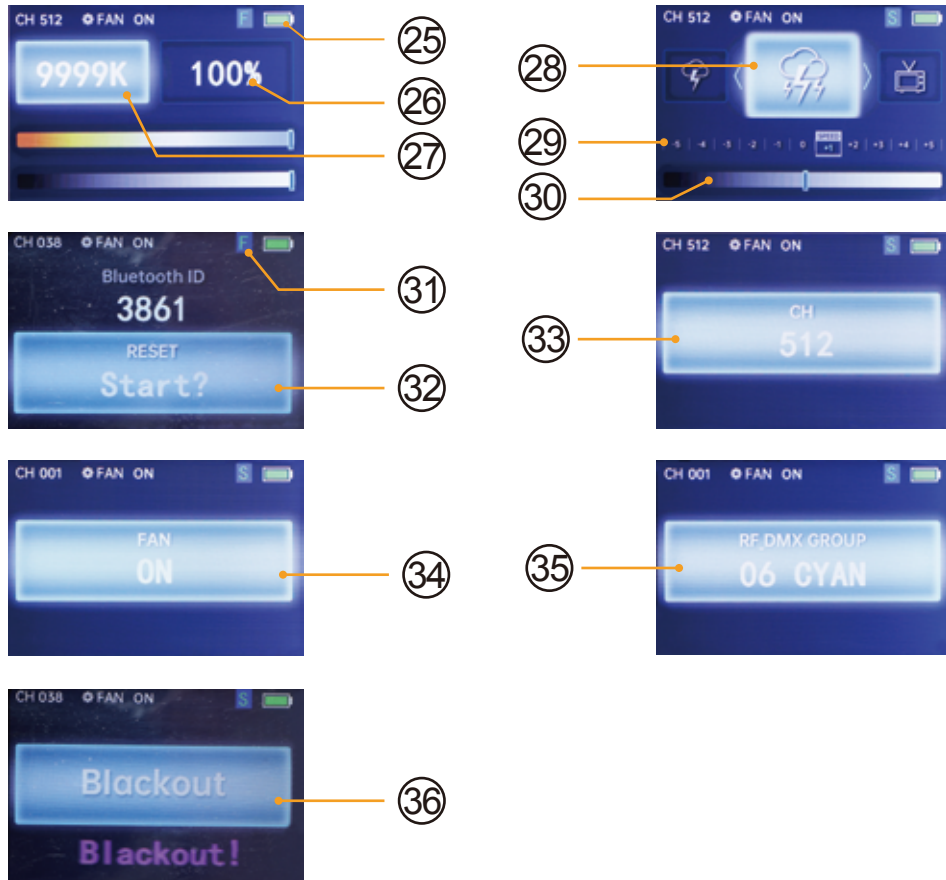 CH 512 FAN ON F
9999K 100%
25
26
27
CH 512 FAN ON S
28
29
-5 -4 -3 -2 -1 0 SPEED +1 +2 +3 +4 +5
30
CH 038 FAN ON F
Bluetooth ID
3861
RESET
Start?
31
32
CH 512 FAN ON S
CH
512
33
CH 001 FAN ON S
FAN
ON
34
CH 001 FAN ON S
RF,DMX GROUP
06 CYAN
35
CH 038 FAN ON S
Blackout
Blackout!
36